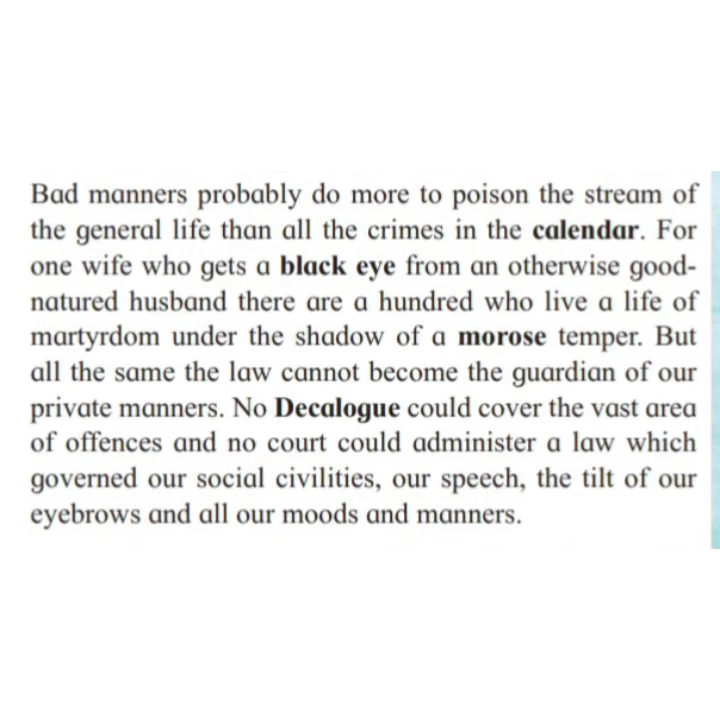 Bad manners probably do more to poison the stream of
the general life than all the crimes in the calendar. For
one wife who gets a black eye from an otherwise good-
natured husband there are a hundred who live a life of
martyrdom under the shadow of a morose temper. But
all the same the law cannot become the guardian of our
private manners. No Decalogue could cover the vast area
of offences and no court could administer a law which
governed our social civilities, our speech, the tilt of our
eyebrows and all our moods and manners.